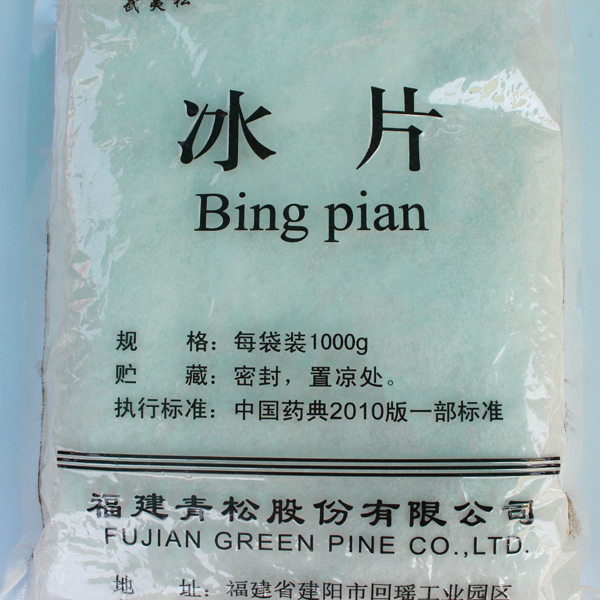 武夷松
冰片
Bing pian
规 格：每袋装1000g
贮 藏：密封，置凉处。
执行标准：中国药典2010版一部标准
福建青松股份有限公司
FUJIAN GREEN PINE CO.,LTD.
地 址：福建省建阳市回瑶工业园区